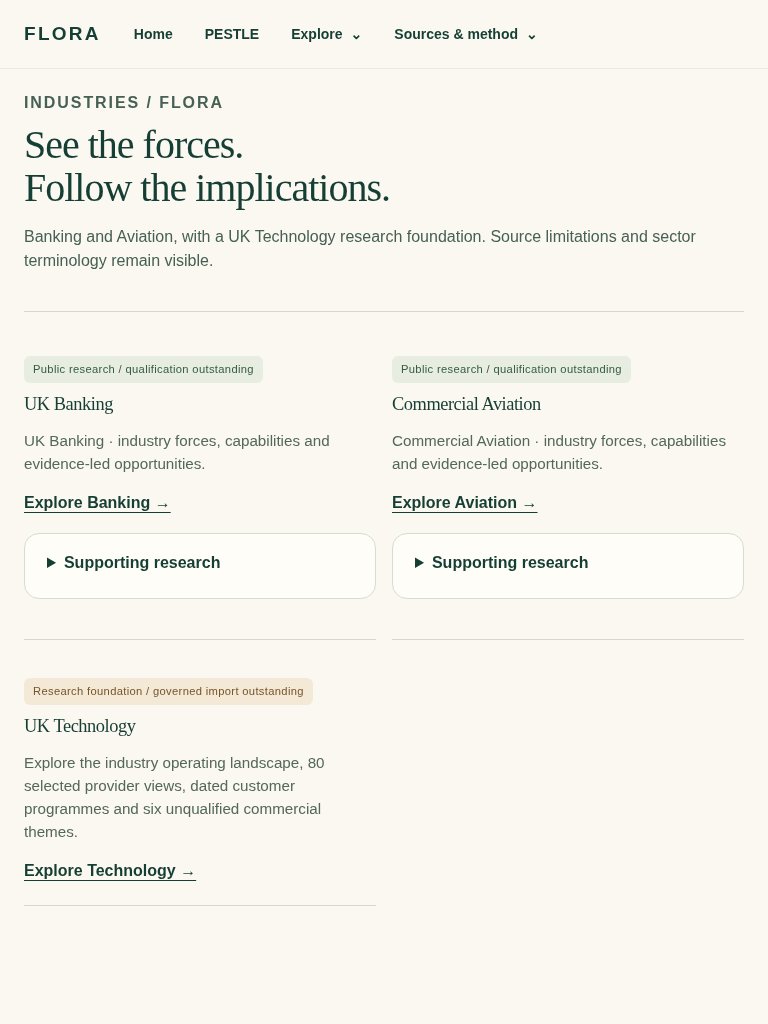 FLORA
Home
PESTLE
Explore
Sources & method
INDUSTRIES / FLORA
See the forces.
Follow the implications.
Banking and Aviation, with a UK Technology research foundation. Source limitations and sector
terminology remain visible.
Public research / qualification outstanding
UK Banking
UK Banking · industry forces, capabilities and
evidence-led opportunities.
Explore Banking →
Supporting research
Public research / qualification outstanding
Commercial Aviation
Commercial Aviation · industry forces, capabilities
and evidence-led opportunities.
Explore Aviation →
Supporting research
Research foundation / governed import outstanding
UK Technology
Explore the industry operating landscape, 80
selected provider views, dated customer
programmes and six unqualified commercial
themes.
Explore Technology →